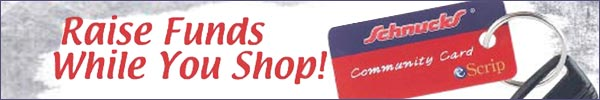 Raise Funds
While You Shop!
Schnucks
Community Card
eScrip